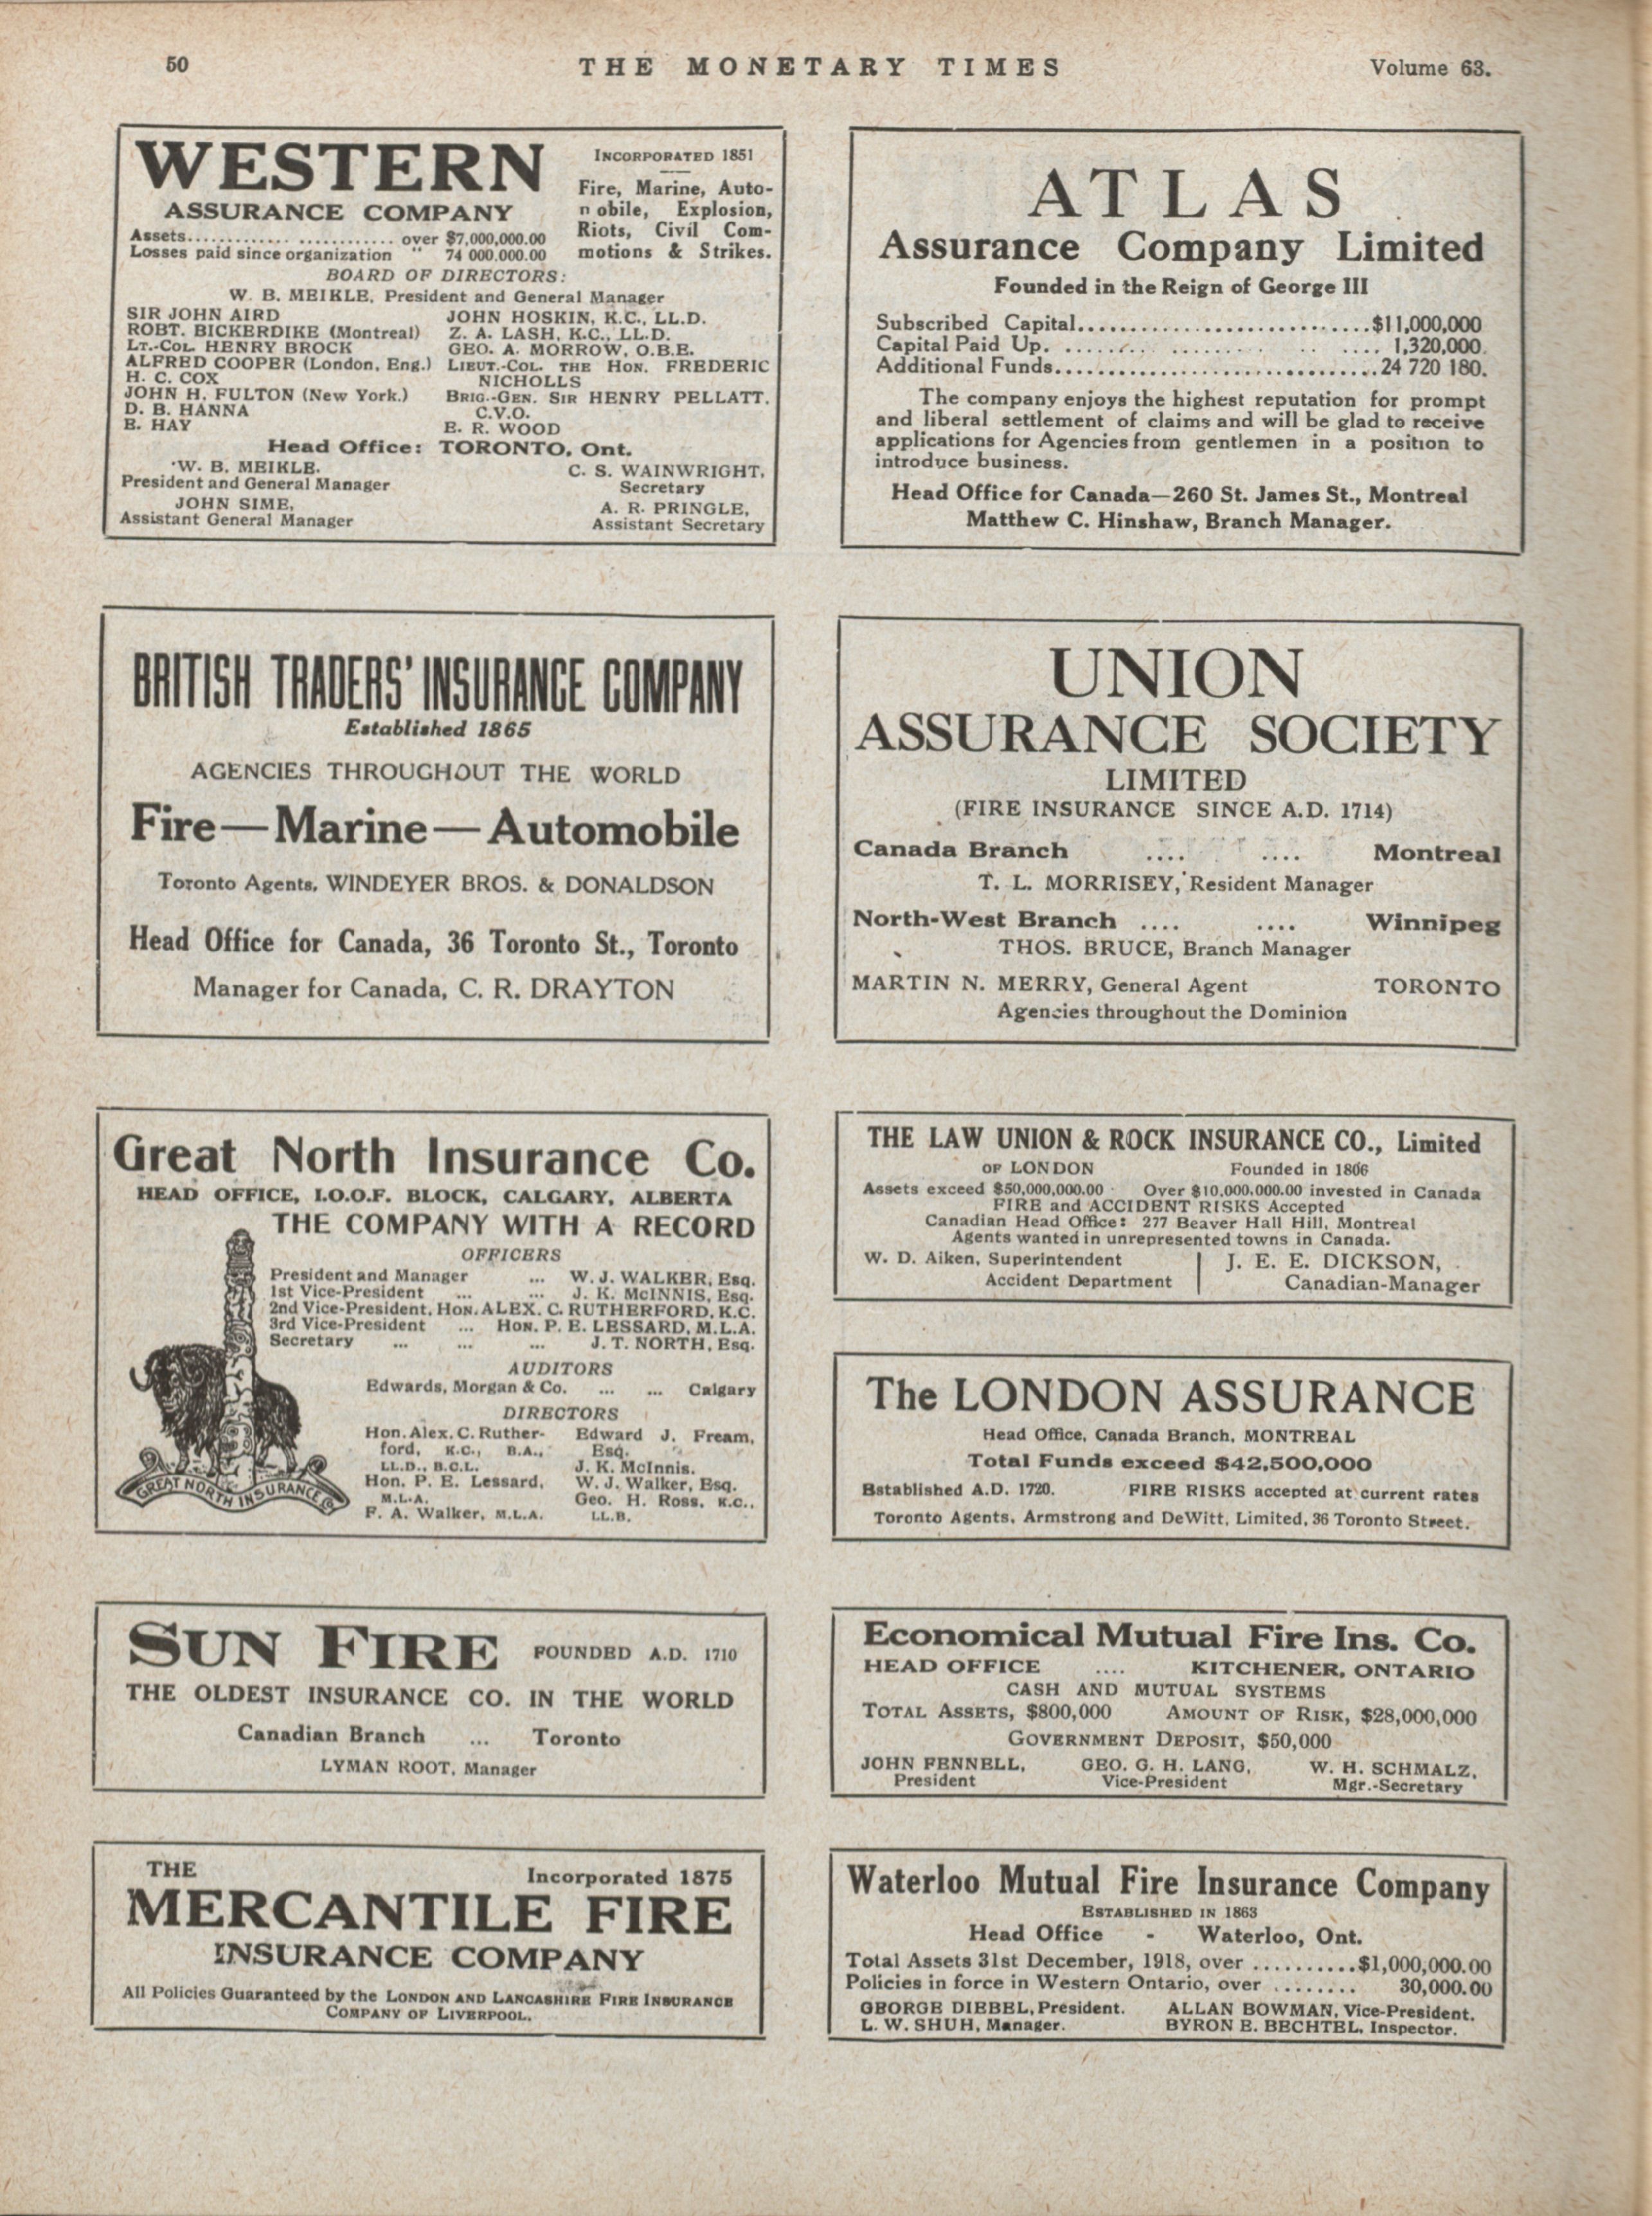 50
THE MONETARY TIMES
Volume 63.
WESTERN
ASSURANCE COMPANY
INCORPORATED 1851
Fire, Marine, Auto-
n obile, Explosion,
Riots, Civil Com-
motions & Strikes.
Assets............. ............ over $7,000,000.00
Losses paid since organization " 74 000.000.00
BOARD OF DIRECTORS:
W. B. MEIKLE, President and General Manager
SIR JOHN AIRD
ROBT. BICKERDIKE (Montreal)
LT.-COL. HENRY BROCK
ALFRED COOPER (London, Eng.)
H. C. COX
JOHN H. FULTON (New York.)
D. B. HANNA
E. HAY
JOHN HOSKIN, K.C., LL.D.
Z. A. LASH, K.C., LL.D.
GEO. A. MORROW, O.B.E.
LIEUT.-COL. THE HON. FREDERIC
NICHOLLS
BRIG.-GEN. SIR HENRY PELLATT,
C.V.O.
E. R. WOOD
Head Office: TORONTO, Ont.
W. B. MEIKLE,
President and General Manager
JOHN SIME,
Assistant General Manager
C. S. WAINWRIGHT,
Secretary
A. R. PRINGLE,
Assistant Secretary
ATLAS
Assurance Company Limited
Founded in the Reign of George III
Subscribed Capital............................$11,000,000
Capital Paid Up. ...... ........ .. .... 1,320,000.
Additional Funds..............................24 720 180.
The company enjoys the highest reputation for prompt
and liberal settlement of claims and will be glad to receive
applications for Agencies from gentlemen in a position to
introduce business.
Head Office for Canada—260 St. James St., Montreal
Matthew C. Hinshaw, Branch Manager.
BRITISH TRADERS' INSURANCE COMPANY
Established 1865
AGENCIES THROUGHOUT THE WORLD
Fire—Marine—Automobile
Toronto Agents, WINDEYER BROS. & DONALDSON
Head Office for Canada, 36 Toronto St., Toronto
Manager for Canada, C. R. DRAYTON
UNION
ASSURANCE SOCIETY
LIMITED
(FIRE INSURANCE SINCE A.D. 1714)
Canada Branch .... .... Montreal
T. L. MORRISEY, Resident Manager
North-West Branch .... .... Winnipeg
THOS. BRUCE, Branch Manager
MARTIN N. MERRY, General Agent TORONTO
Agencies throughout the Dominion
Great North Insurance Co.
HEAD OFFICE, I.O.O.F. BLOCK, CALGARY, ALBERTA
THE COMPANY WITH A RECORD
OFFICERS
President and Manager ... W. J. WALKER, Esq.
1st Vice-President ... ... J. K. McINNIS, Esq.
2nd Vice-President, HON. ALEX. C. RUTHERFORD, K.C.
3rd Vice-President ... HON. P. E. LESSARD, M.L.A.
Secretary ... ... ... J. T. NORTH, Esq.
AUDITORS
Edwards, Morgan & Co. ... ... Calgary
DIRECTORS
Hon. Alex. C. Ruther-
ford, K.C., B.A.,
LL.D., B.C.L.
Hon. P. E. Lessard,
M.L.A.
F. A. Walker, M.L.A.
Edward J. Fream,
Esq.
J. K. McInnis.
W. J. Walker, Esq.
Geo. H. Ross, K.C.,
LL.B.
GREAT NORTH INSURANCE Co
THE LAW UNION & ROCK INSURANCE CO., Limited
OF LONDON Founded in 1806
Assets exceed $50,000,000.00 Over $10,000,000.00 invested in Canada
FIRE and ACCIDENT RISKS Accepted
Canadian Head Office: 277 Beaver Hall Hill, Montreal
Agents wanted in unrepresented towns in Canada.
W. D. Aiken, Superintendent
Accident Department
J. E. E. DICKSON,
Canadian-Manager
The LONDON ASSURANCE
Head Office, Canada Branch, MONTREAL
Total Funds exceed $42,500,000
Established A.D. 1720. FIRE RISKS accepted at current rates
Toronto Agents, Armstrong and DeWitt, Limited, 36 Toronto Street.
SUN FIRE FOUNDED A.D. 1710
THE OLDEST INSURANCE CO. IN THE WORLD
Canadian Branch ... Toronto
LYMAN ROOT, Manager
Economical Mutual Fire Ins. Co.
HEAD OFFICE .... KITCHENER, ONTARIO
CASH AND MUTUAL SYSTEMS
TOTAL ASSETS, $800,000 AMOUNT OF RISK, $28,000,000
GOVERNMENT DEPOSIT, $50,000
JOHN FENNELL, GEO. G. H. LANG, W. H. SCHMALZ,
President Vice-President Mgr.-Secretary
THE Incorporated 1875
MERCANTILE FIRE
INSURANCE COMPANY
All Policies Guaranteed by the LONDON AND LANCASHIRE FIRE INSURANCE
COMPANY OF LIVERPOOL.
Waterloo Mutual Fire Insurance Company
ESTABLISHED IN 1863
Head Office - Waterloo, Ont.
Total Assets 31st December, 1918, over ..........$1,000,000.00
Policies in force in Western Ontario, over ........ 30,000.00
GEORGE DIEBEL, President. ALLAN BOWMAN, Vice-President.
L. W. SHUH, Manager. BYRON E. BECHTEL, Inspector.